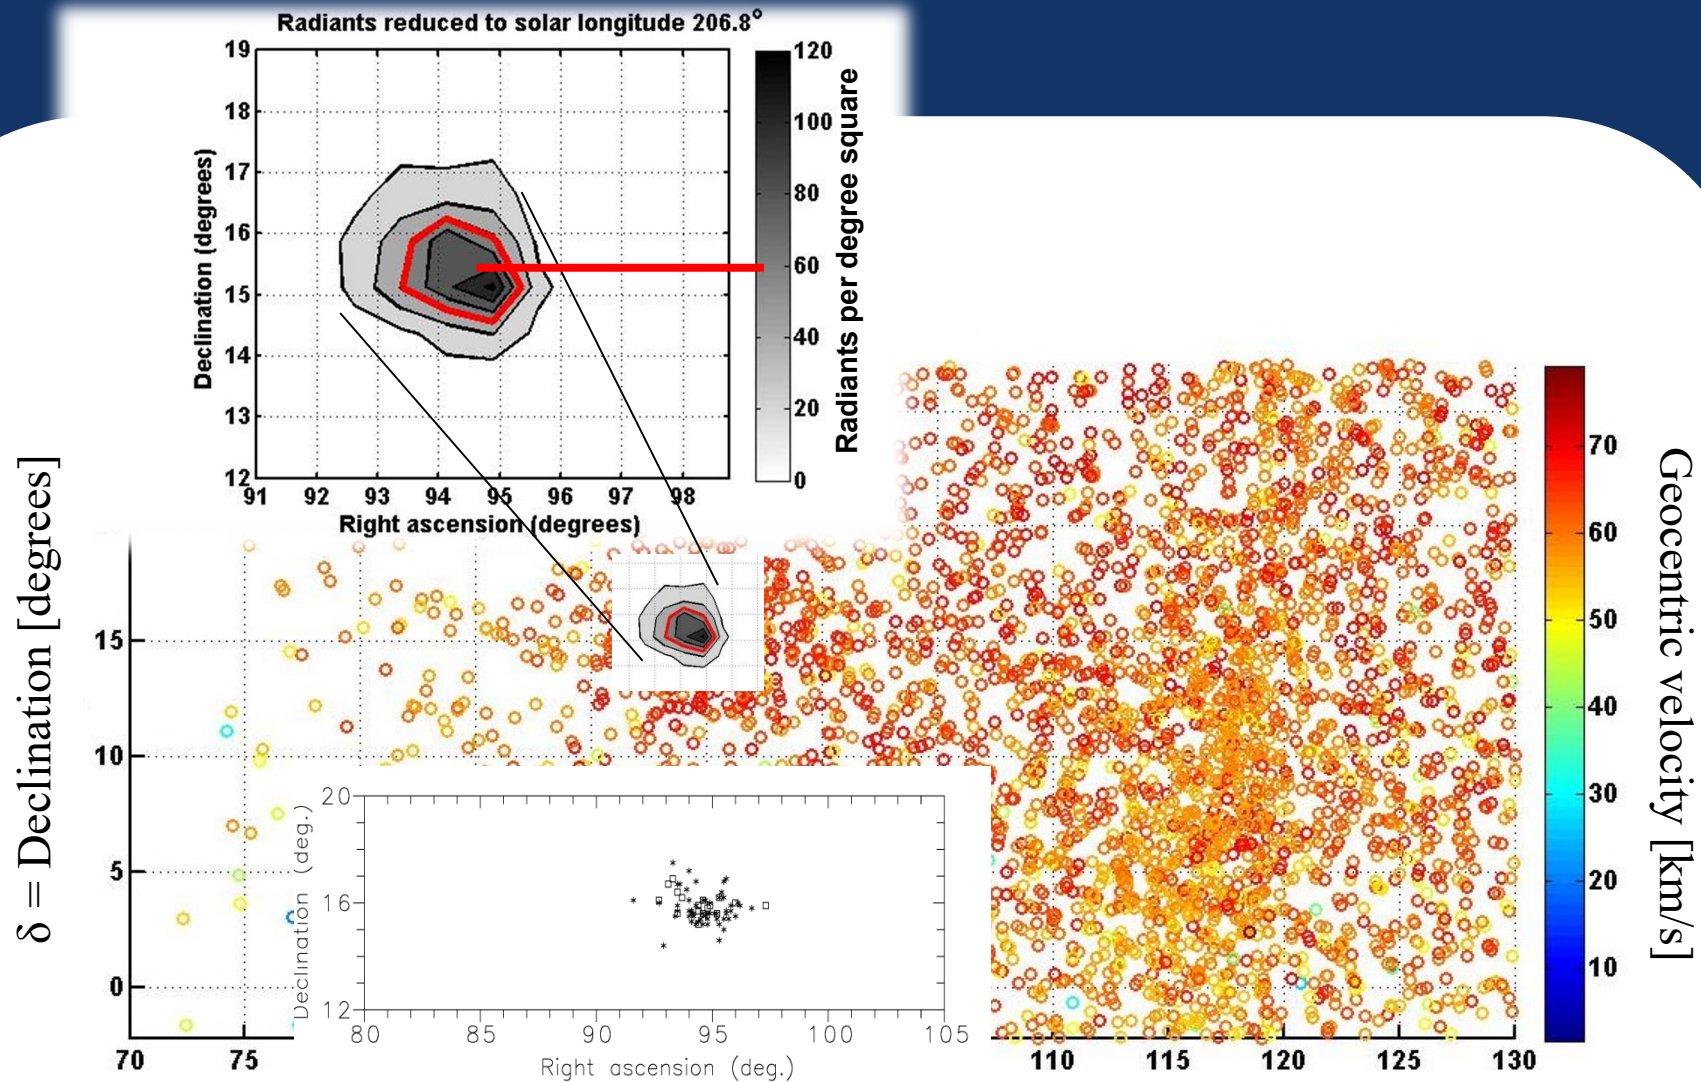 Radiants reduced to solar longitude 206.8°
19
18
17
16
15
14
13
12
Declination (degrees)
91 92 93 94 95 96 97 98
Right ascension (degrees)
120
100
80
60
40
20
0
Radiants per degree square
δ = Declination [degrees]
15
10
5
0
70 75 110 115 120 125 130
70
60
50
40
30
20
10
Geocentric velocity [km/s]
20
16
12
Declination (deg.)
80 85 90 95 100 105
Right ascension (deg.)